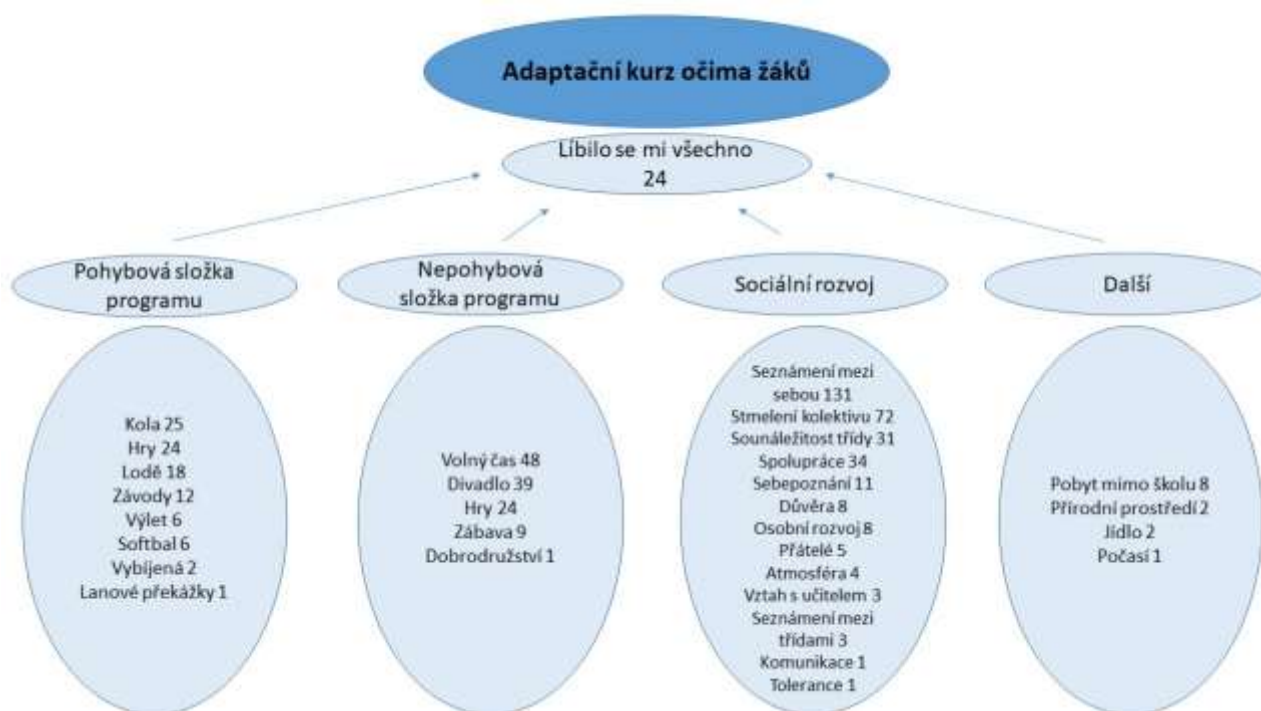 Adaptační kurz očima žáků
Líbilo se mi všechno
24
Pohybová složka
programu
Nepohybová
složka programu
Sociální rozvoj
Další
Kola 25
Hry 24
Lodě 18
Závody 12
Výlet 6
Softbal 6
Vybíjená 2
Lanové překážky 1
Volný čas 48
Divadlo 39
Hry 24
Zábava 9
Dobrodružství 1
Seznámení mezi
sebou 131
Stmelení kolektivu 72
Sounáležitost třídy 31
Spolupráce 34
Sebepoznání 11
Důvěra 8
Osobní rozvoj 8
Přátelé 5
Atmosféra 4
Vztah s učitelem 3
Seznámení mezi
třídami 3
Komunikace 1
Tolerance 1
Pobyt mimo školu 8
Přírodní prostředí 2
Jídlo 2
Počasí 1